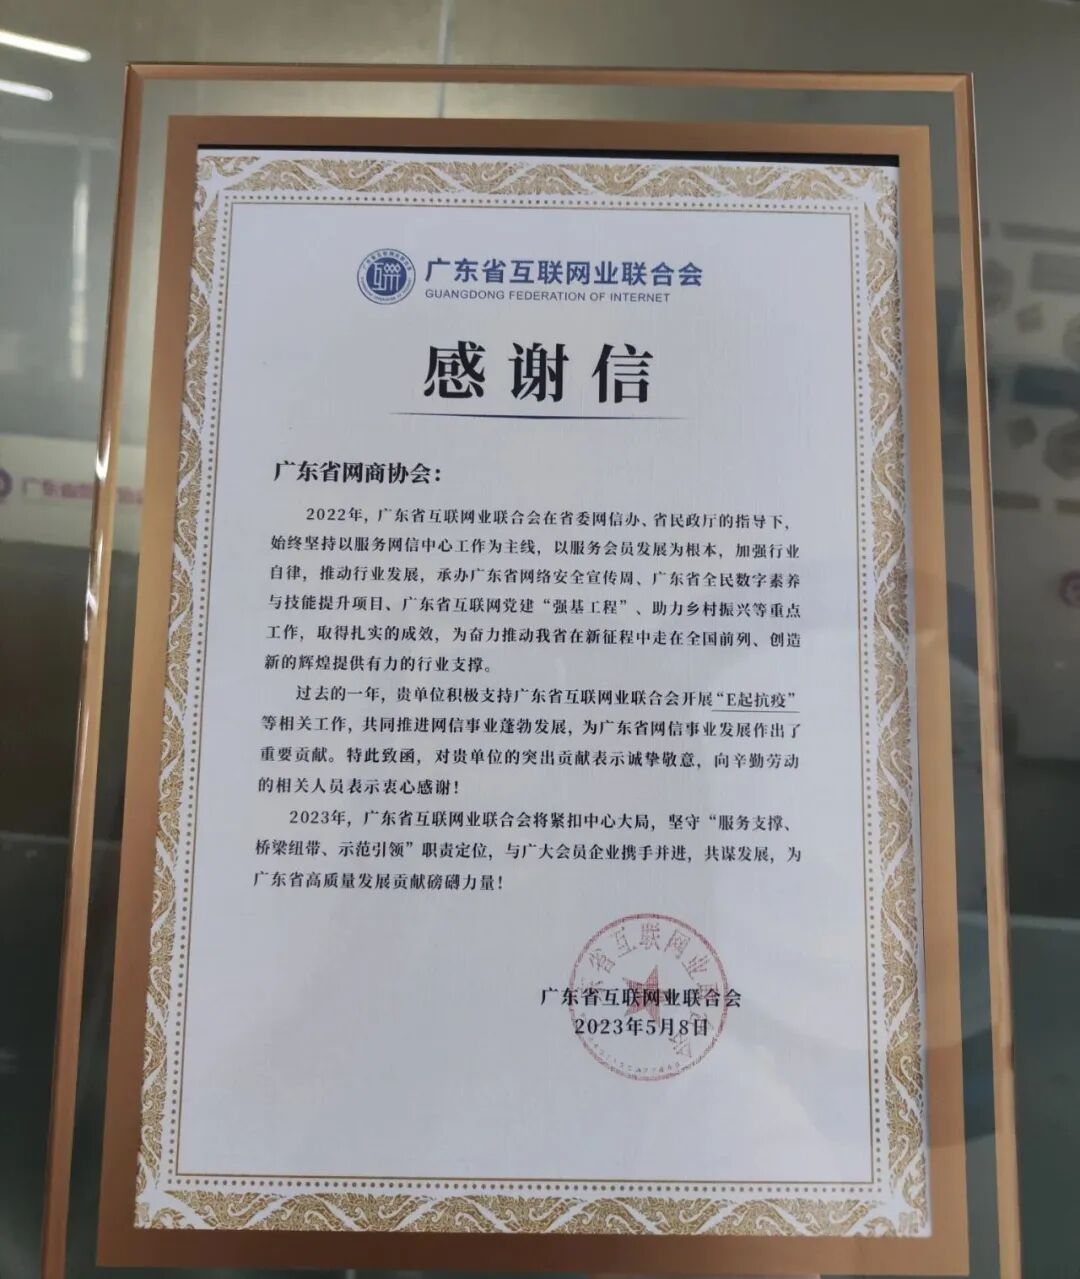 广东省互联网业联合会
GUANGDONG FEDERATION OF INTERNET
感谢信
广东省网商协会：
2022年，广东省互联网业联合会在省委网信办、省民政厅的指导下，
始终坚持以服务网信中心工作为主线，以服务会员发展为根本，加强行业
自律，推动行业发展，承办广东省网络安全宣传周、广东省全民数字素养
与技能提升项目、广东省互联网党建“强基工程”、助力乡村振兴等重点
工作，取得扎实的成效，为奋力推动我省在新征程中走在全国前列、创造
新的辉煌提供有力的行业支撑。
过去的一年，贵单位积极支持广东省互联网业联合会开展“E起抗疫”
等相关工作，共同推进网信事业蓬勃发展，为广东省网信事业发展作出了
重要贡献。特此致函，对贵单位的突出贡献表示诚挚敬意，向辛勤劳动
的相关人员表示衷心感谢！
2023年，广东省互联网业联合会将紧扣中心大局，坚守“服务支撑、
桥梁纽带、示范引领”职责定位，与广大会员企业携手并进，共谋发展，为
广东省高质量发展贡献磅礴力量！
广东省互联网业联合会
2023年5月8日